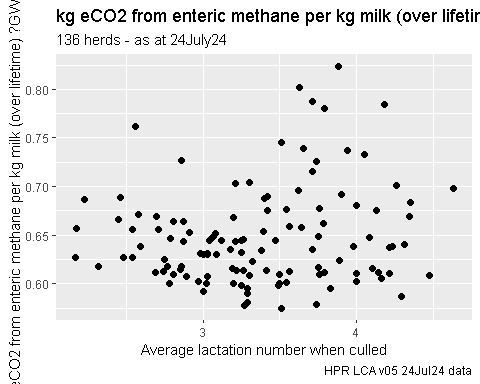 kg eCO2 from enteric methane per kg milk (over lifetir
136 herds - as at 24July24
eCO2 from enteric methane per kg milk (over lifetime) ?GW
0.80
0.75
0.70
0.65
0.60
3
4
Average lactation number when culled
HPR LCA v05 24Jul24 data